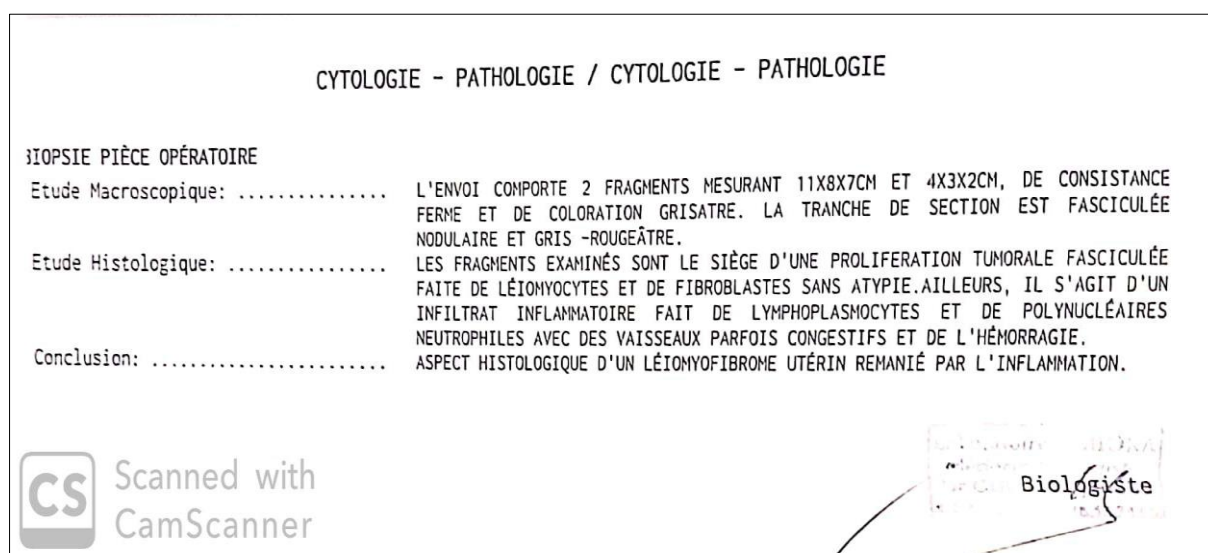 CYTOLOGIE - PATHOLOGIE / CYTOLOGIE - PATHOLOGIE
BIOPSIE PIÈCE OPÉRATOIRE
Etude Macroscopique: ............... L'ENVOI COMPORTE 2 FRAGMENTS MESURANT 11X8X7CM ET 4X3X2CM, DE CONSISTANCE
FERME ET DE COLORATION GRISATRE. LA TRANCHE DE SECTION EST FASCICULÉE
NODULAIRE ET GRIS -ROUGEÂTRE.
Etude Histologique: ................ LES FRAGMENTS EXAMINÉS SONT LE SIÈGE D'UNE PROLIFERATION TUMORALE FASCICULÉE
FAITE DE LÉIOMYOCYTES ET DE FIBROBLASTES SANS ATYPIE.AILLEURS, IL S'AGIT D'UN
INFILTRAT INFLAMMATOIRE FAIT DE LYMPHOPLASMOCYTES ET DE POLYNUCLÉAIRES
NEUTROPHILES AVEC DES VAISSEAUX PARFOIS CONGESTIFS ET DE L'HÉMORRAGIE.
Conclusion: ........................ ASPECT HISTOLOGIQUE D'UN LÉIOMYOFIBROME UTÉRIN REMANIÉ PAR L'INFLAMMATION.
Biologiste
CS Scanned with
CamScanner